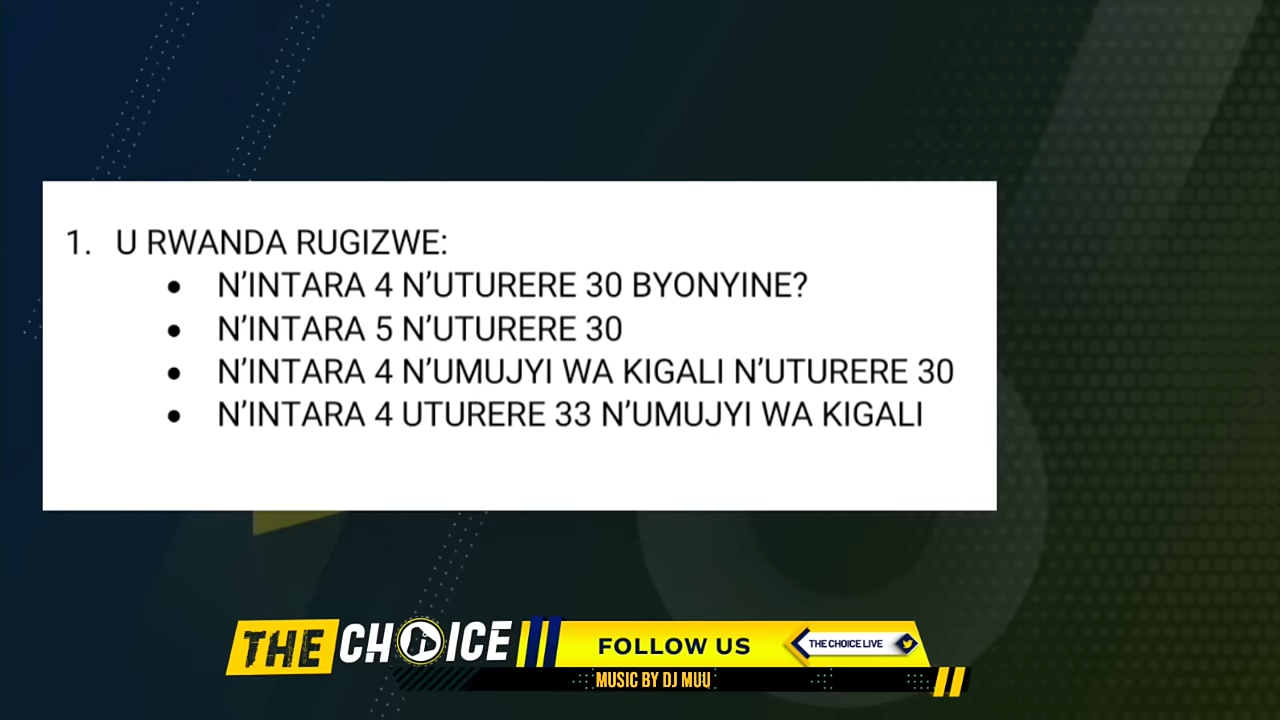 1. U RWANDA RUGIZWE:
• N’INTARA 4 N’UTURERE 30 BYONYINE?
• N’INTARA 5 N’UTURERE 30
• N’INTARA 4 N’UMUJYI WA KIGALI N’UTURERE 30
• N’INTARA 4 UTURERE 33 N’UMUJYI WA KIGALI
THE CHOICE
FOLLOW US
THE CHOICE LIVE
MUSIC BY DJ MUU